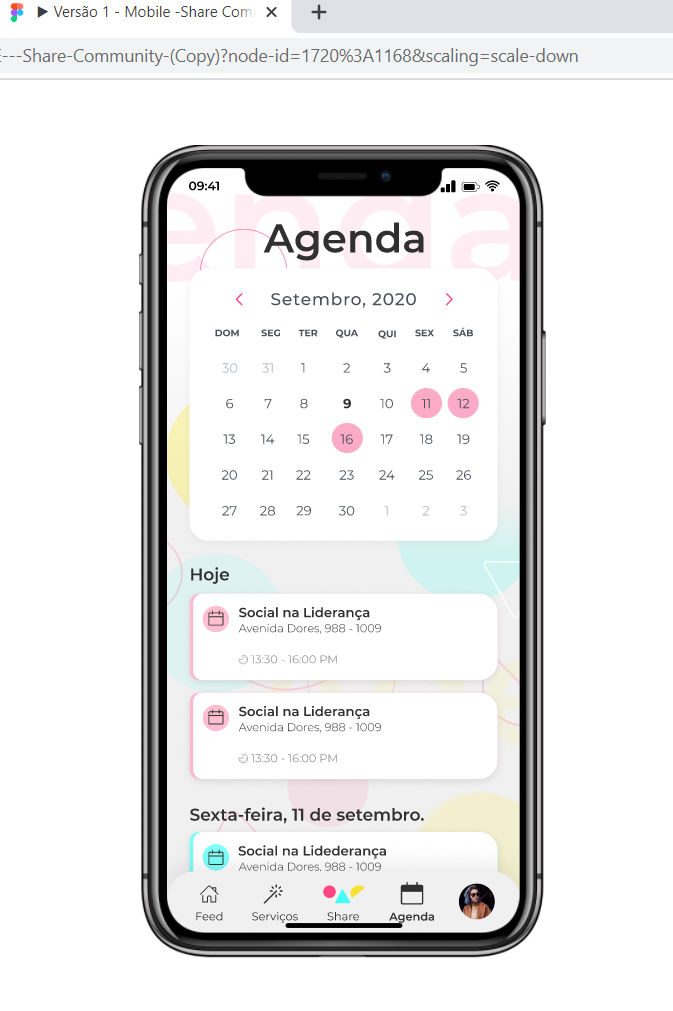 Versão 1 - Mobile -Share Com
---Share-Community-(Copy)?node-id=1720%3A1168&scaling=scale-down
09:41
enda
Agenda
Setembro, 2020
DOM SEG TER QUA QUI SEX SÁB
30 31 1 2 3 4 5
6 7 8 9 10 11 12
13 14 15 16 17 18 19
20 21 22 23 24 25 26
27 28 29 30 1 2 3
Hoje
Social na Liderança
Avenida Dores, 988 - 1009
13:30 - 16:00 PM
Social na Liderança
Avenida Dores, 988 - 1009
13:30 - 16:00 PM
Sexta-feira, 11 de setembro.
Social na Lidederança
Avenida Dores, 988 - 1009
Feed Serviços Share Agenda